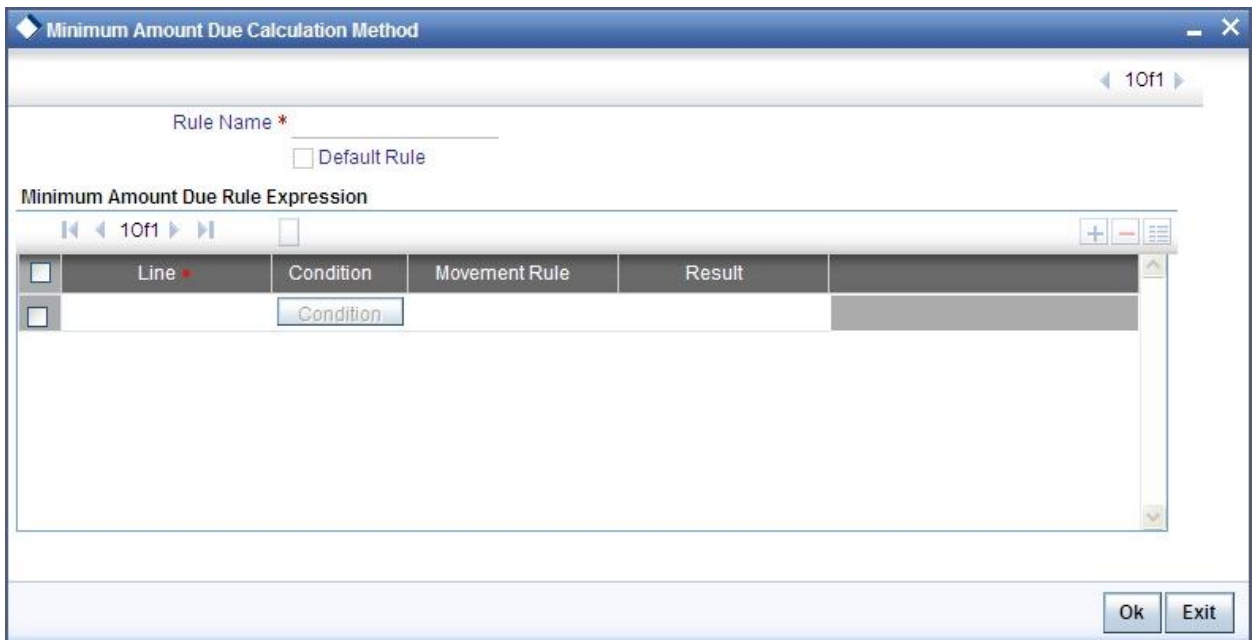 Minimum Amount Due Calculation Method
1Of1
Rule Name *
Default Rule
Minimum Amount Due Rule Expression
1Of1
Line * Condition Movement Rule Result
Condition
Ok Exit